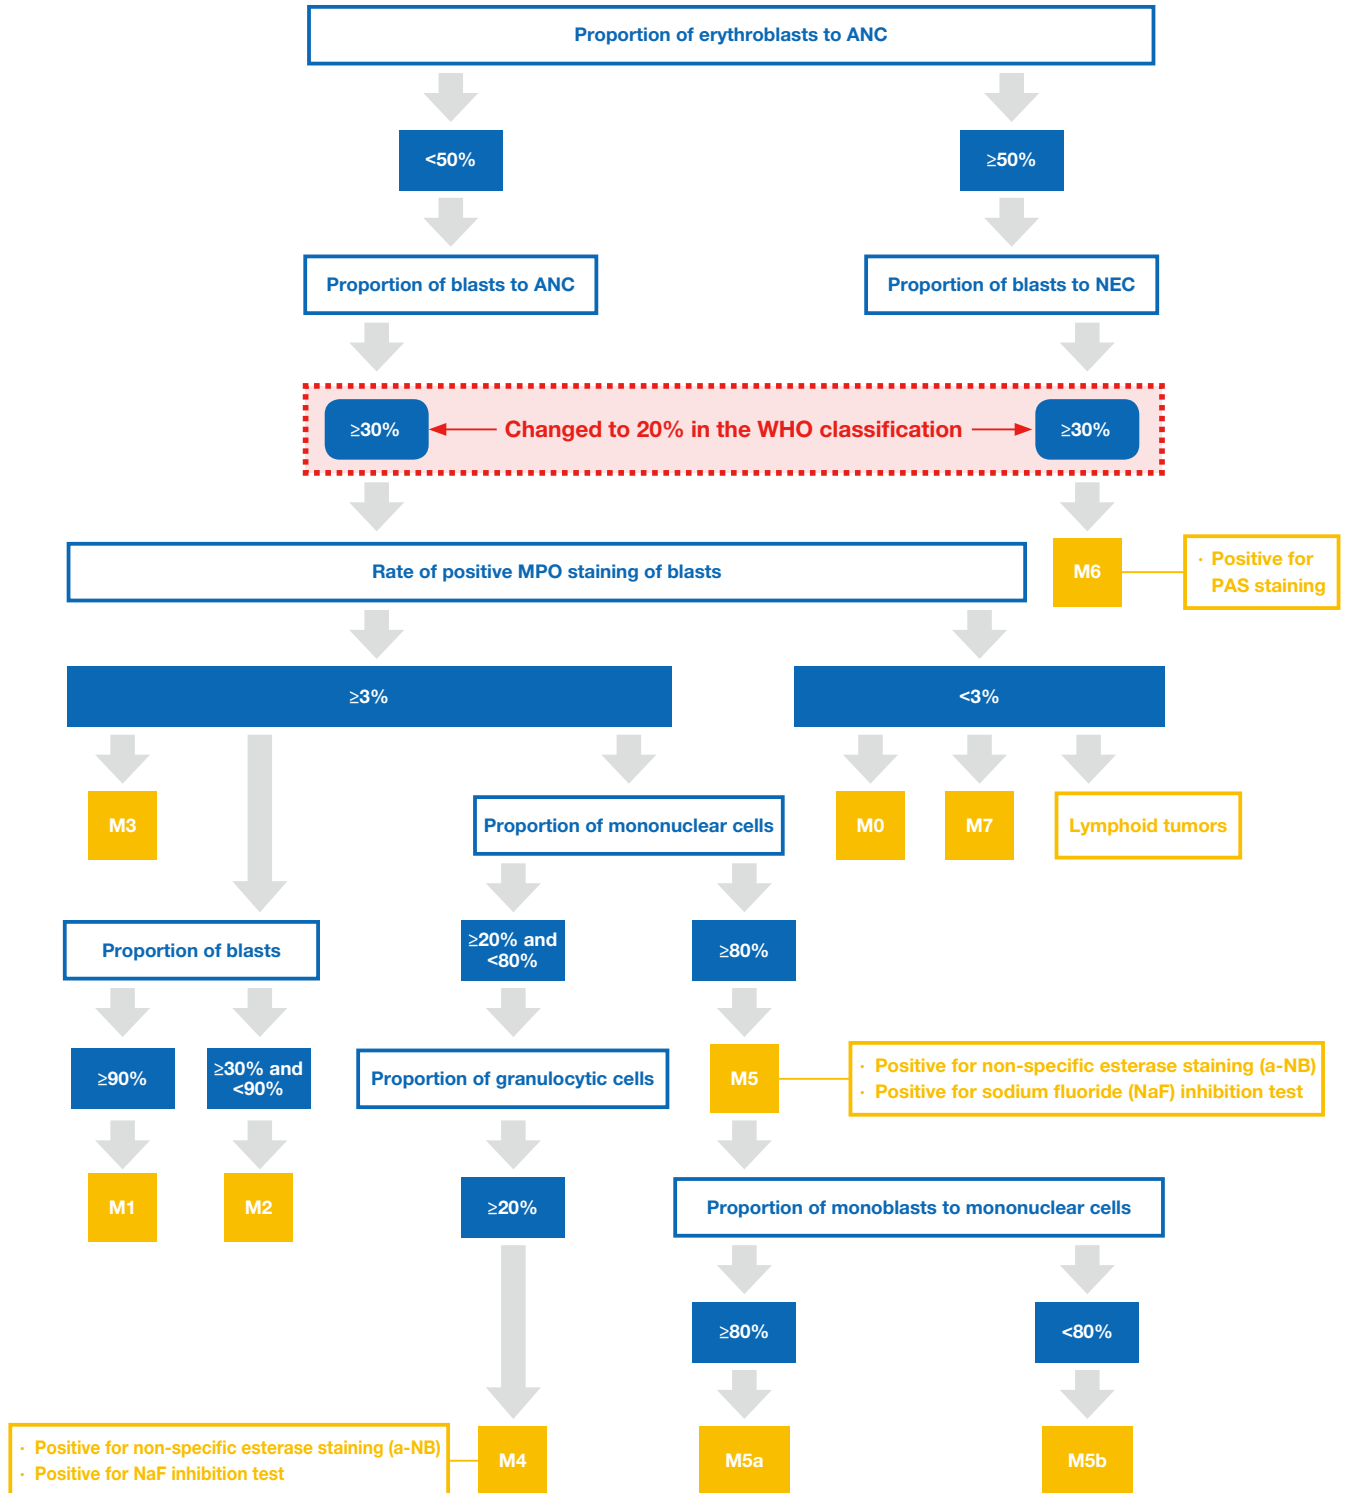 Proportion of erythroblasts to ANC
<50%
≥50%
Proportion of blasts to ANC
Proportion of blasts to NEC
≥30%
Changed to 20% in the WHO classification
≥30%
Rate of positive MPO staining of blasts
M6
· Positive for
PAS staining
≥3%
<3%
M3
Proportion of mononuclear cells
M0
M7
Lymphoid tumors
Proportion of blasts
≥20% and
<80%
≥80%
≥90%
≥30% and
<90%
Proportion of granulocytic cells
M5
· Positive for non-specific esterase staining (a-NB)
· Positive for sodium fluoride (NaF) inhibition test
M1
M2
≥20%
Proportion of monoblasts to mononuclear cells
≥80%
<80%
· Positive for non-specific esterase staining (a-NB)
· Positive for NaF inhibition test
M4
M5a
M5b